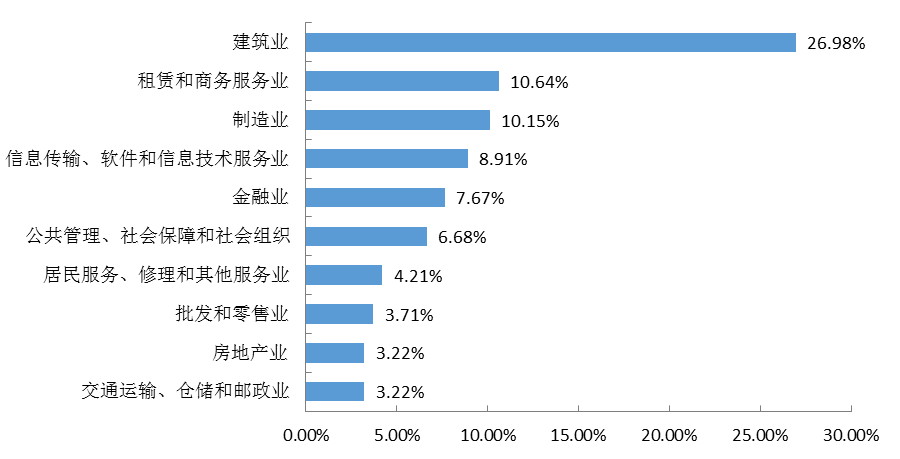 建筑业 26.98%
租赁和商务服务业 10.64%
制造业 10.15%
信息传输、软件和信息技术服务业 8.91%
金融业 7.67%
公共管理、社会保障和社会组织 6.68%
居民服务、修理和其他服务业 4.21%
批发和零售业 3.71%
房地产业 3.22%
交通运输、仓储和邮政业 3.22%
0.00% 5.00% 10.00% 15.00% 20.00% 25.00% 30.00%